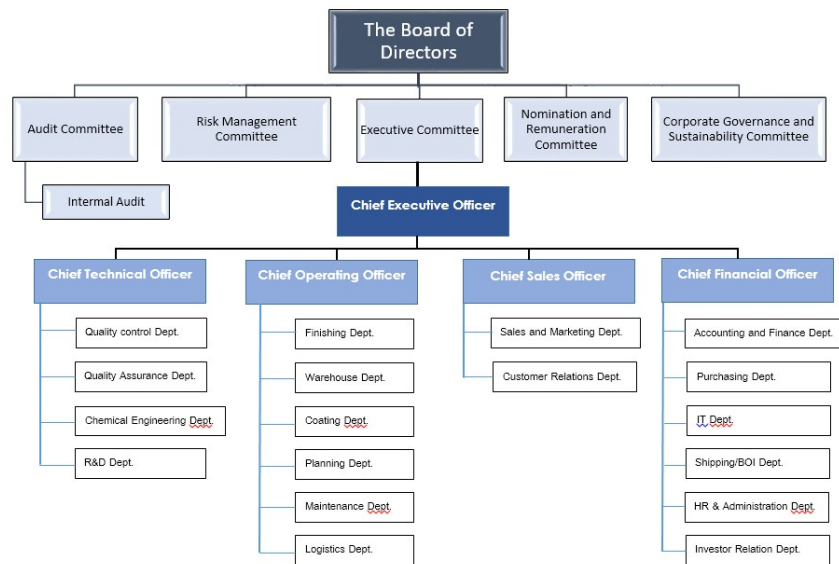 The Board of
Directors
Audit Committee
Risk Management
Committee
Executive Committee
Nomination and
Remuneration
Committee
Corporate Governance and
Sustainability Committee
Intermal Audit
Chief Executive Officer
Chief Technical Officer
Chief Operating Officer
Chief Sales Officer
Chief Financial Officer
Quality control Dept.
Finishing Dept.
Sales and Marketing Dept.
Accounting and Finance Dept.
Quality Assurance Dept.
Warehouse Dept.
Customer Relations Dept.
Purchasing Dept.
Chemical Engineering Dept.
Coating Dept.
IT Dept.
R&D Dept.
Planning Dept.
Shipping/BOI Dept.
Maintenance Dept.
HR & Administration Dept.
Logistics Dept.
Investor Relation Dept.